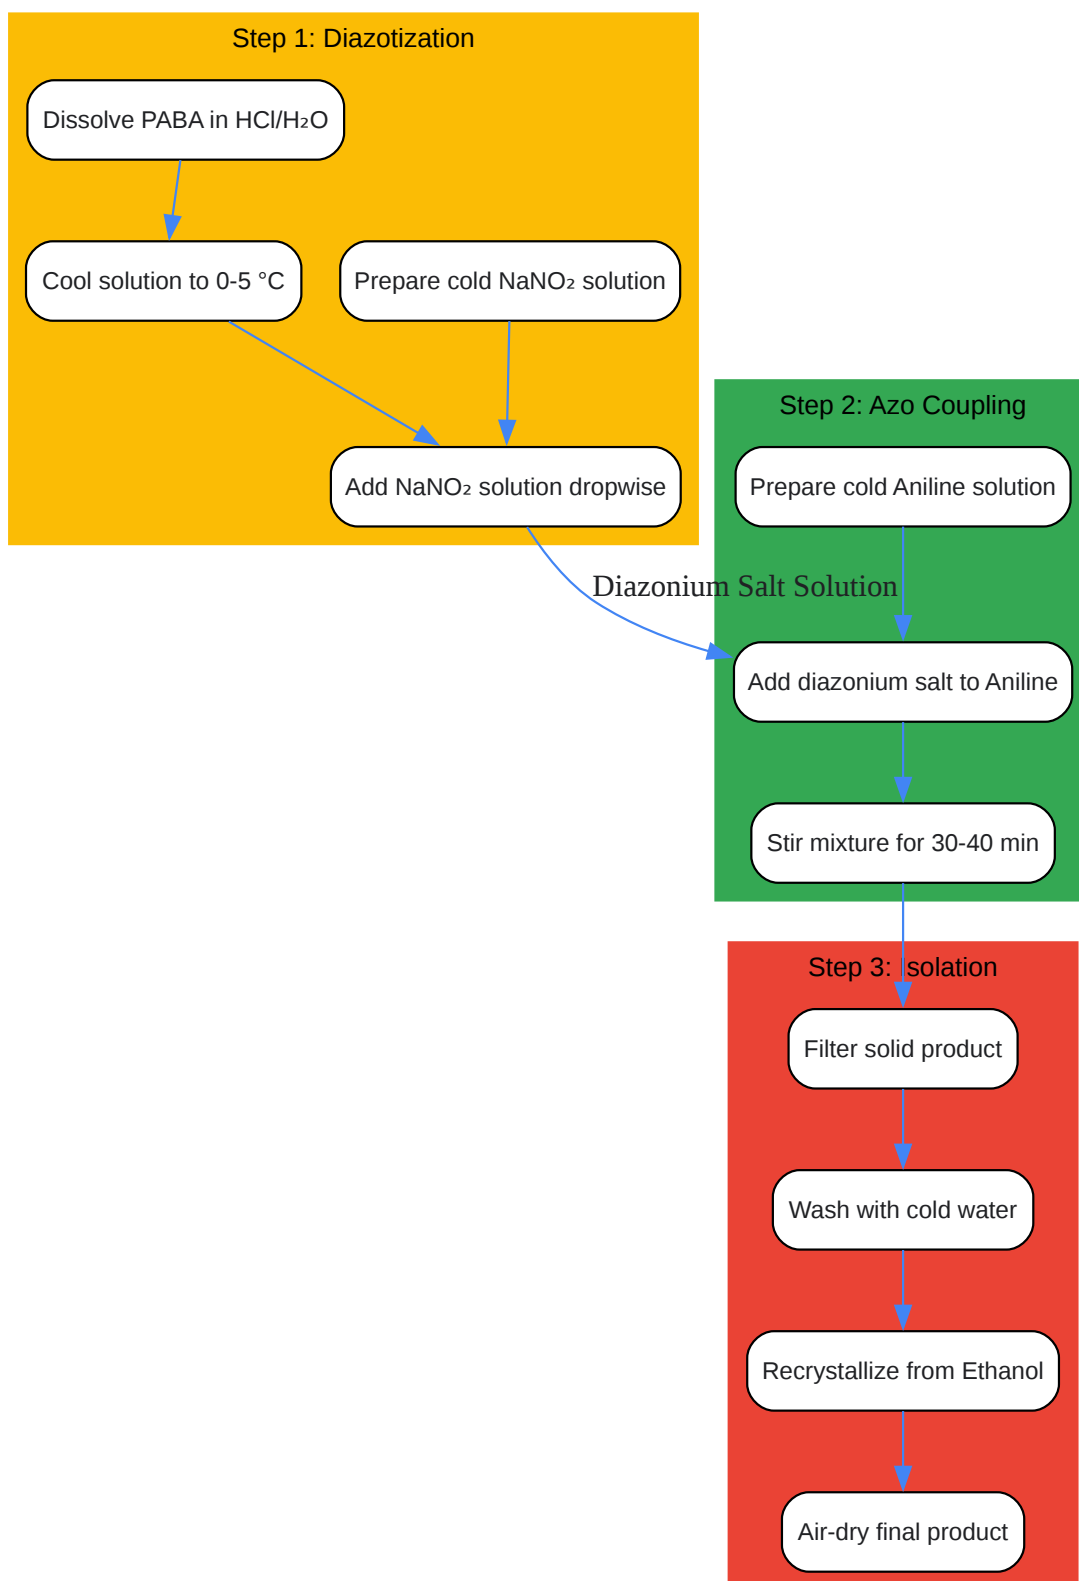 Step 1: Diazotization
Dissolve PABA in HCl/H₂O
Cool solution to 0-5 °C
Prepare cold NaNO₂ solution
Add NaNO₂ solution dropwise
Step 2: Azo Coupling
Prepare cold Aniline solution
Diazonium Salt Solution
Add diazonium salt to Aniline
Stir mixture for 30-40 min
Step 3: Isolation
Filter solid product
Wash with cold water
Recrystallize from Ethanol
Air-dry final product